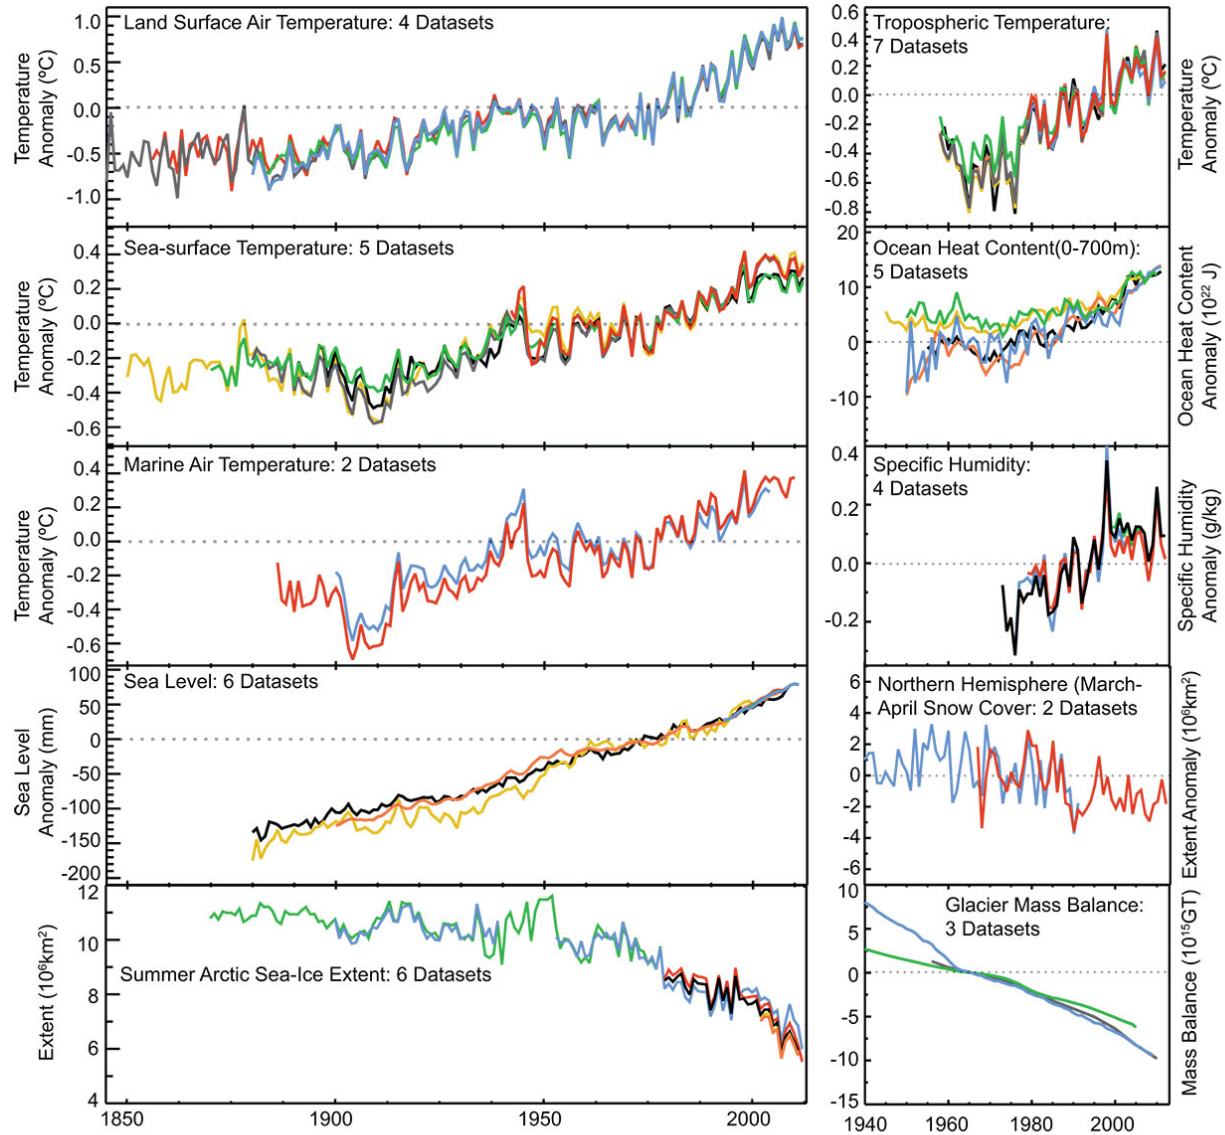 Land Surface Air Temperature: 4 Datasets
1.0
0.5
0.0
-0.5
-1.0
Temperature
Anomaly (ºC)
Tropospheric Temperature:
7 Datasets
0.6
0.4
0.2
0.0
-0.2
-0.4
-0.6
-0.8
Temperature
Anomaly (ºC)
Sea-surface Temperature: 5 Datasets
0.4
0.2
0.0
-0.2
-0.4
-0.6
Temperature
Anomaly (ºC)
Ocean Heat Content(0-700m):
5 Datasets
20
10
0
-10
Ocean Heat Content
Anomaly (10²² J)
Marine Air Temperature: 2 Datasets
0.4
0.2
0.0
-0.2
-0.4
-0.6
Temperature
Anomaly (ºC)
Specific Humidity:
4 Datasets
0.4
0.2
0.0
-0.2
Specific Humidity
Anomaly (g/kg)
Sea Level: 6 Datasets
100
50
0
-50
-100
-150
-200
Sea Level
Anomaly (mm)
Northern Hemisphere (March-
April Snow Cover: 2 Datasets
6
4
2
0
-2
-4
-6
Extent Anomaly (10⁶km²)
Summer Arctic Sea-Ice Extent: 6 Datasets
12
10
8
6
4
Extent (10⁶km²)
1850
1900
1950
2000
Glacier Mass Balance:
3 Datasets
10
5
0
-5
-10
-15
Mass Balance (10¹⁵GT)
1940
1960
1980
2000